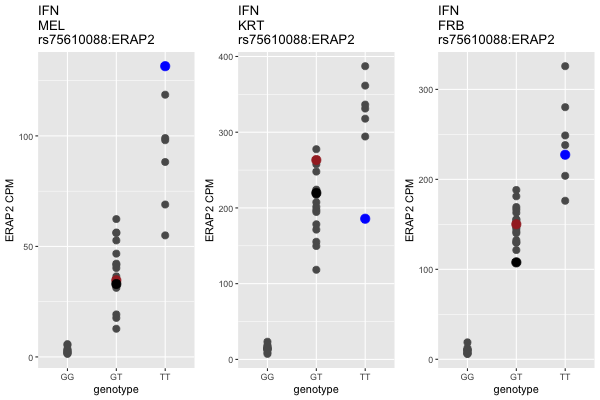 IFN
MEL
rs75610088:ERAP2
ERAP2 CPM
100
50
0
GG GT TT
genotype
IFN
KRT
rs75610088:ERAP2
ERAP2 CPM
400
300
200
100
0
GG GT TT
genotype
IFN
FRB
rs75610088:ERAP2
ERAP2 CPM
300
200
100
0
GG GT TT
genotype